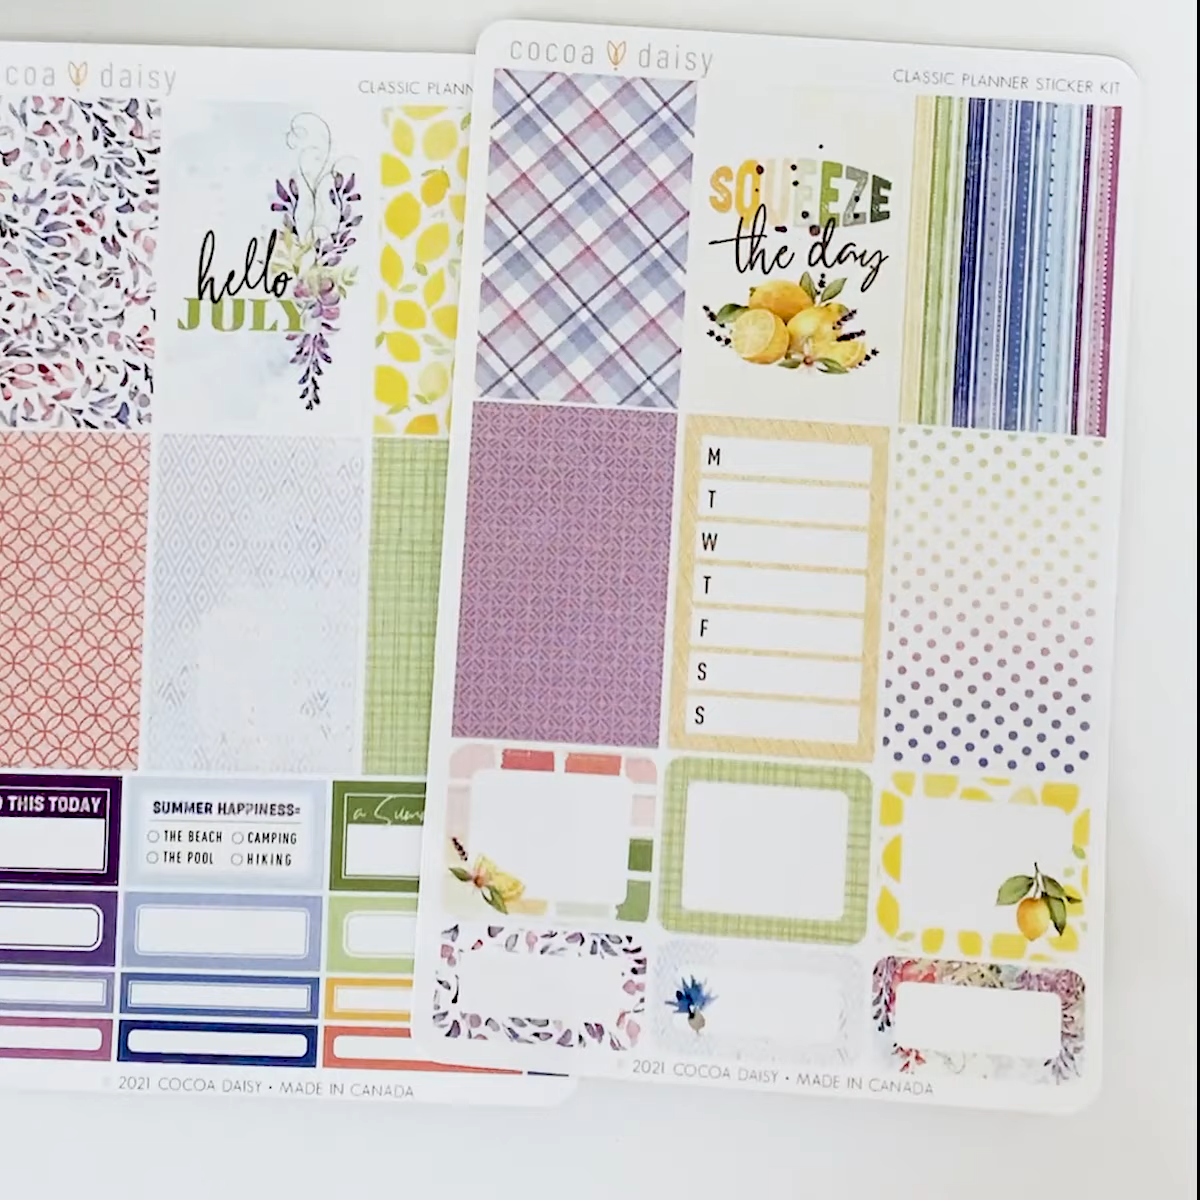 coa daisy
CLASSIC PLANN
hello
JULY
THIS TODAY
SUMMER HAPPINESS=
THE BEACH CAMPING
THE POOL HIKING
a Sum
2021 COCOA DAISY • MADE IN CANADA
cocoa daisy
CLASSIC PLANNER STICKER KIT
SQUEEZE
the day
M
T
W
T
F
S
S
2021 COCOA DAISY • MADE IN CANADA